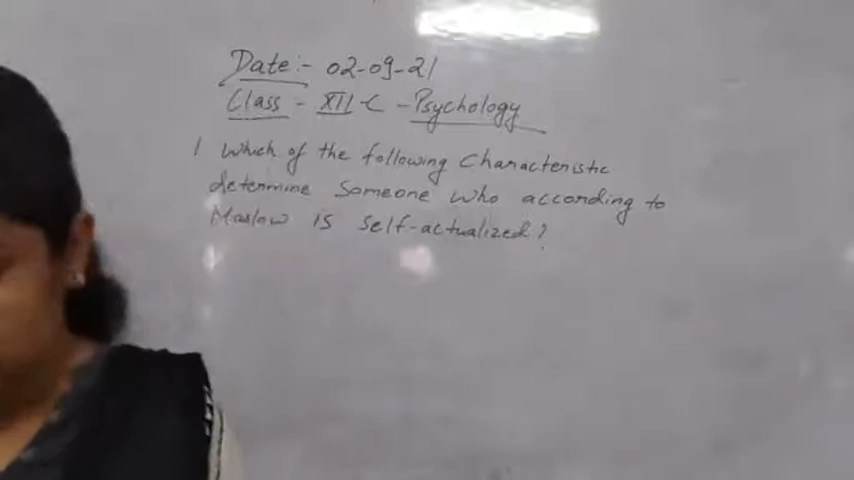 Date:- 02-09-21
Class - XII-C - Psychology
1 Which of the following Characteristic
determine Someone who according to
Maslow is self-actualized?